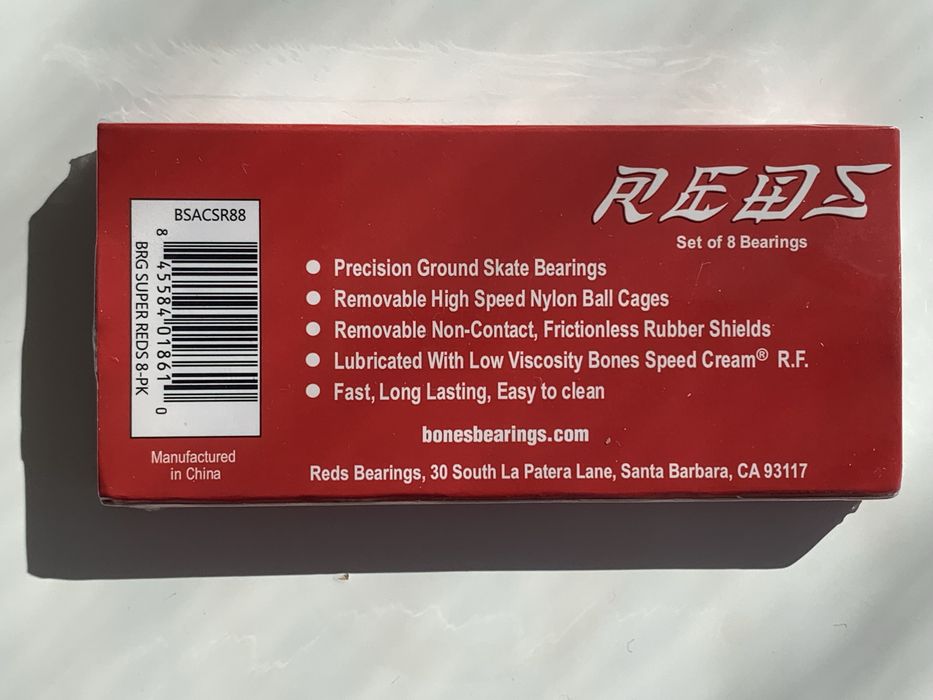 REDS
Set of 8 Bearings
BSACSR88
8 45584 01861 0
BRG SUPER REDS 8-PK
Manufactured
in China
● Precision Ground Skate Bearings
● Removable High Speed Nylon Ball Cages
● Removable Non-Contact, Frictionless Rubber Shields
● Lubricated With Low Viscosity Bones Speed Cream® R.F.
● Fast, Long Lasting, Easy to clean
bonesbearings.com
Reds Bearings, 30 South La Patera Lane, Santa Barbara, CA 93117